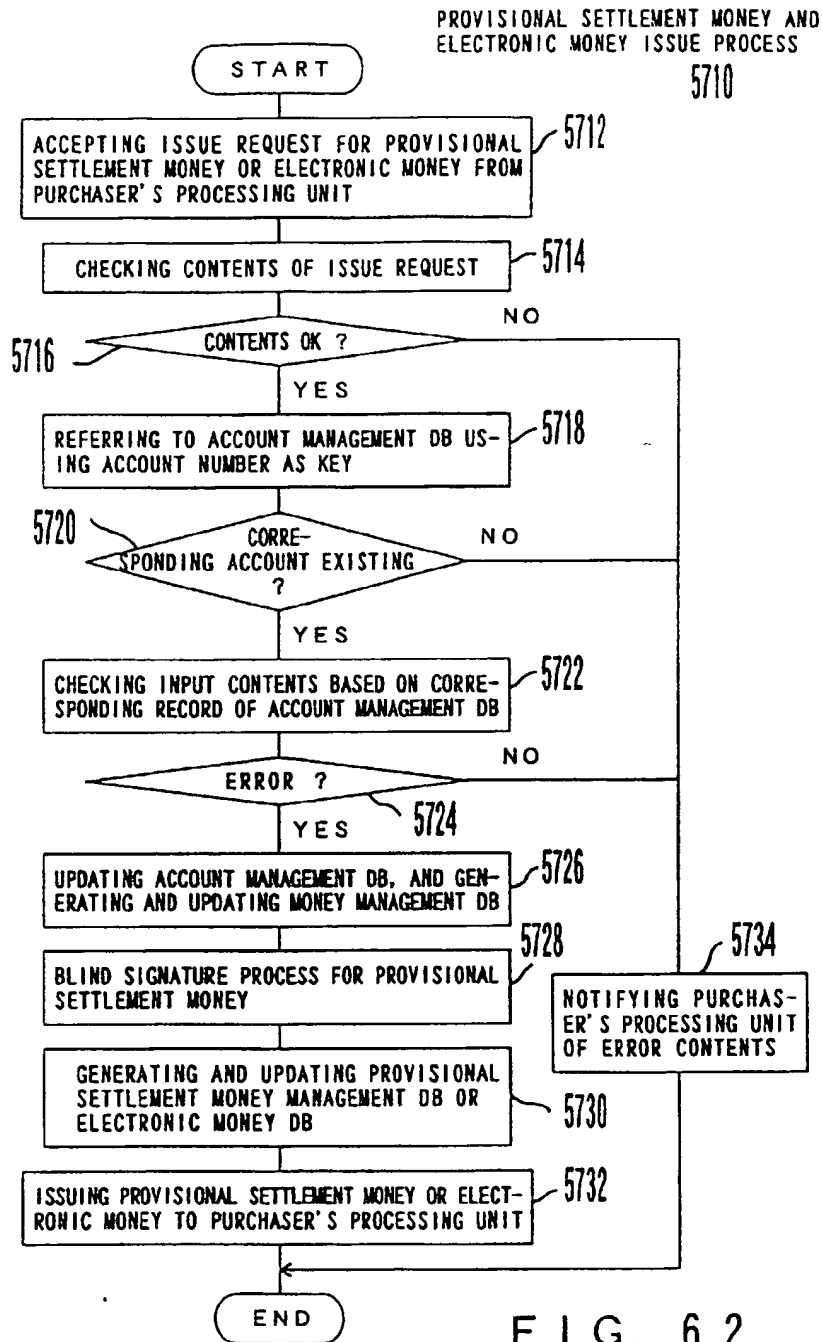 PROVISIONAL SETTLEMENT MONEY AND
ELECTRONIC MONEY ISSUE PROCESS
5710
START
ACCEPTING ISSUE REQUEST FOR PROVISIONAL
SETTLEMENT MONEY OR ELECTRONIC MONEY FROM
PURCHASER'S PROCESSING UNIT
5712
CHECKING CONTENTS OF ISSUE REQUEST
5714
CONTENTS OK ?
NO
5716
YES
REFERRING TO ACCOUNT MANAGEMENT DB US-
ING ACCOUNT NUMBER AS KEY
5718
5720
CORRE-
SPONDING ACCOUNT EXISTING
?
NO
YES
CHECKING INPUT CONTENTS BASED ON CORRE-
SPONDING RECORD OF ACCOUNT MANAGEMENT DB
5722
ERROR ?
NO
5724
YES
UPDATING ACCOUNT MANAGEMENT DB, AND GEN-
ERATING AND UPDATING MONEY MANAGEMENT DB
5726
BLIND SIGNATURE PROCESS FOR PROVISIONAL
SETTLEMENT MONEY
5728
5734
NOTIFYING PURCHAS-
ER'S PROCESSING UNIT
OF ERROR CONTENTS
GENERATING AND UPDATING PROVISIONAL
SETTLEMENT MONEY MANAGEMENT DB OR
ELECTRONIC MONEY DB
5730
ISSUING PROVISIONAL SETTLEMENT MONEY OR ELECT-
RONIC MONEY TO PURCHASER'S PROCESSING UNIT
5732
END
FIG. 62